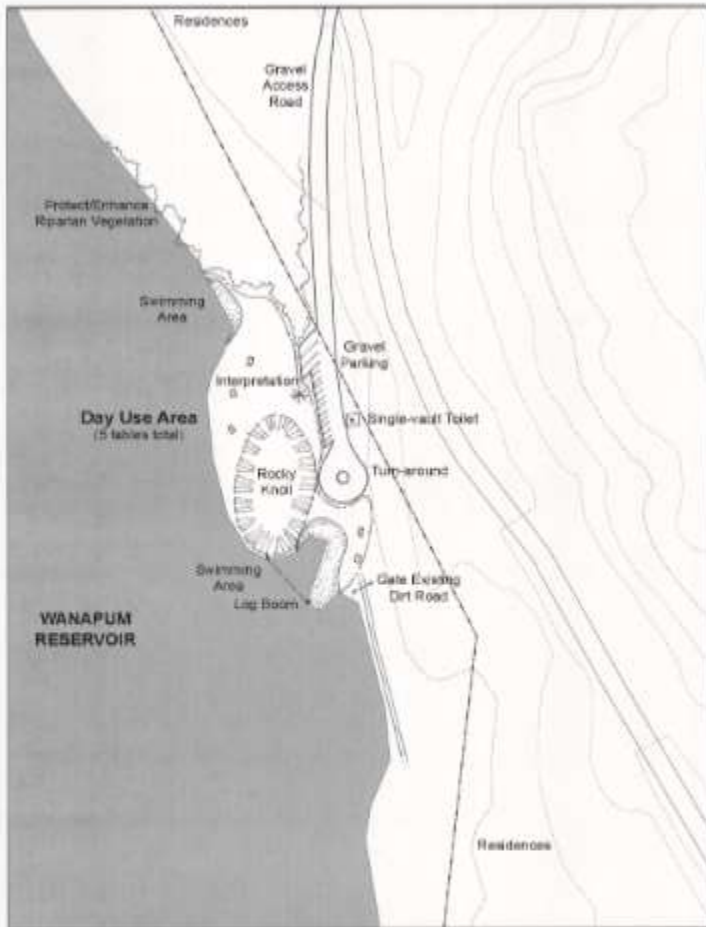 Residences
Gravel
Access
Road
Protect/Enhance
Riparian Vegetation
Swimming
Area
Gravel
Parking
Interpretation
Day Use Area
(5 tables total)
Single-vault Toilet
Rocky
Knoll
Turn-around
Swimming
Area
Gate Existing
Dirt Road
Log Boom
WANAPUM
RESERVOIR
Residences